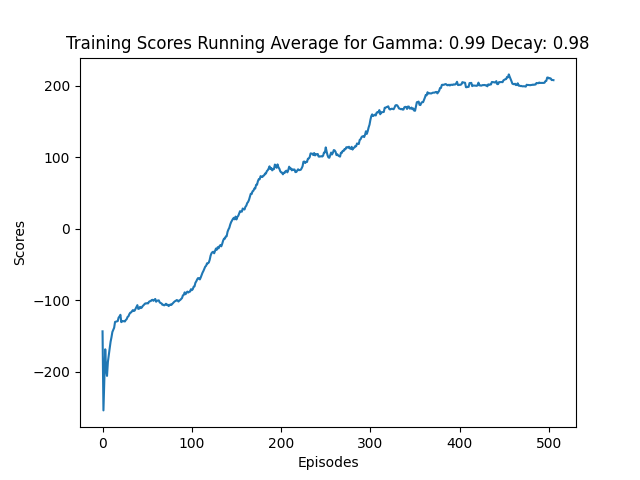 Training Scores Running Average for Gamma: 0.99 Decay: 0.98
200
100
0
−100
−200
Scores
0 100 200 300 400 500
Episodes